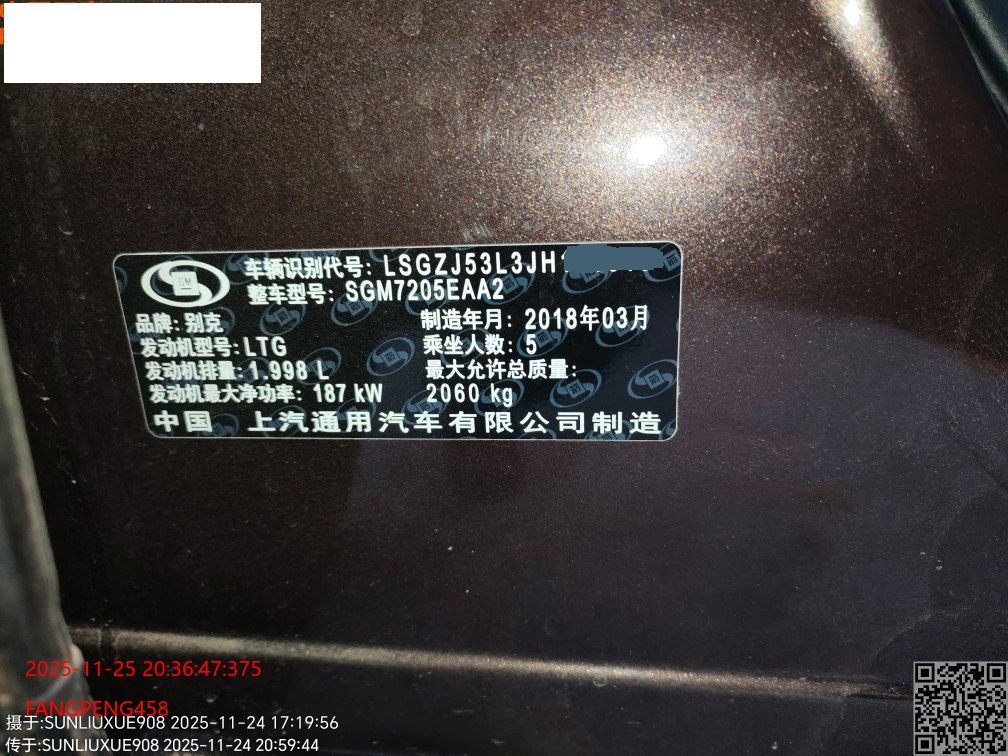 车辆识别代号: LSGZJ53L3JH
整车型号: SGM7205EAA2
品牌: 别克
制造年月: 2018年03月
发动机型号: LTG
乘坐人数: 5
发动机排量: 1.998 L
最大允许总质量:
发动机最大净功率: 187 kW
2060 kg
中国 上汽通用汽车有限公司制造
GM
2025-11-25 20:36:47:375
FANGPENG458
摄于:SUNLIUXUE908 2025-11-24 17:19:56
传于:SUNLIUXUE908 2025-11-24 20:59:44